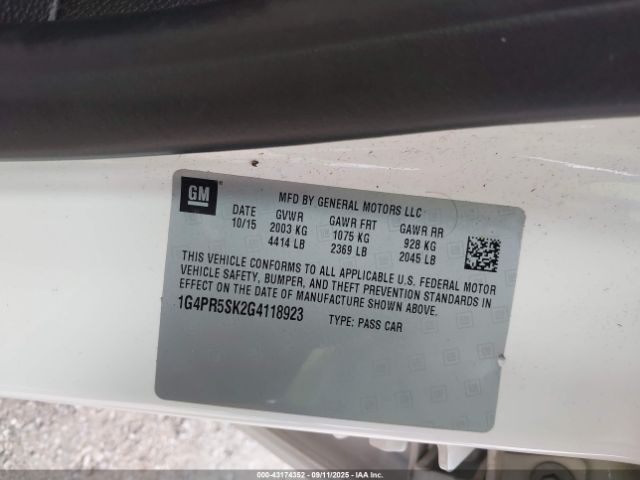 GM
MFD BY GENERAL MOTORS LLC
DATE GVWR GAWR FRT GAWR RR
10/15 2003 KG 1075 KG 928 KG
4414 LB 2369 LB 2045 LB
THIS VEHICLE CONFORMS TO ALL APPLICABLE U.S. FEDERAL MOTOR
VEHICLE SAFETY, BUMPER, AND THEFT PREVENTION STANDARDS IN
EFFECT ON THE DATE OF MANUFACTURE SHOWN ABOVE.
1G4PR5SK2G4118923 TYPE: PASS CAR
000-43174352 09/11/2025 -